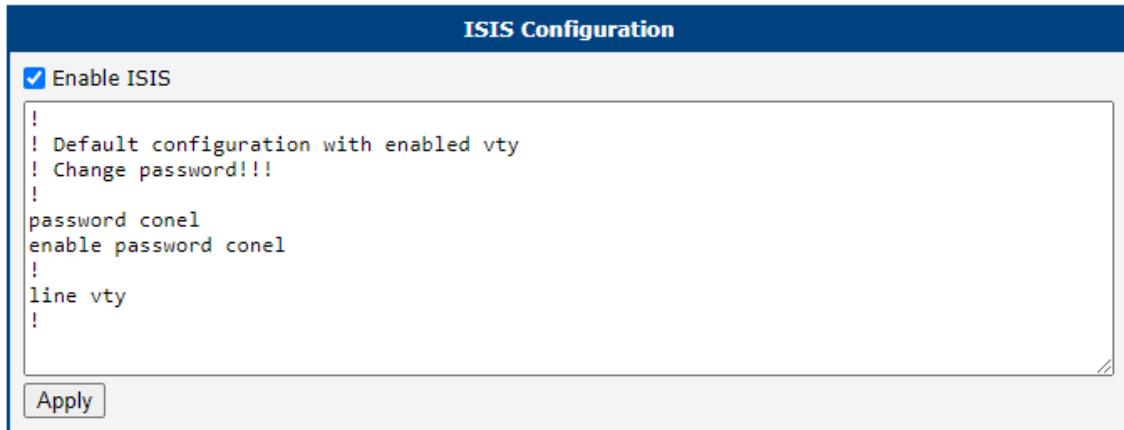 ISIS Configuration
Enable ISIS
!
! Default configuration with enabled vty
! Change password!!!
!
password conel
enable password conel
!
line vty
!
Apply